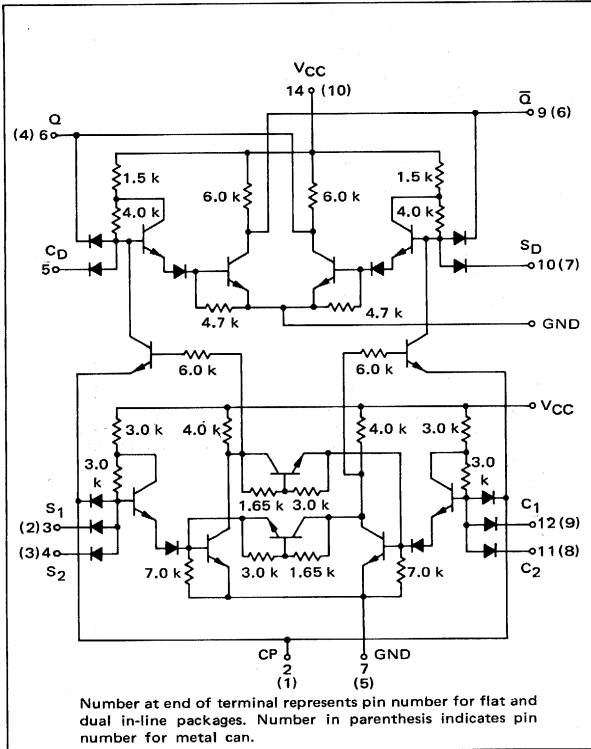 VCC
14 (10)
Q
(4) 6
Q̅
9 (6)
1.5 k
6.0 k
6.0 k
1.5 k
4.0 k
4.0 k
CD
5
SD
10 (7)
4.7 k
4.7 k
GND
6.0 k
6.0 k
VCC
3.0 k
4.0 k
4.0 k
3.0 k
3.0
k
3.0
k
1.65 k
3.0 k
S1
(2) 3
C1
12 (9)
(3) 4
S2
11 (8)
C2
3.0 k
1.65 k
7.0 k
7.0 k
CP
2
(1)
7
GND
(5)
Number at end of terminal represents pin number for flat and
dual in-line packages. Number in parenthesis indicates pin
number for metal can.